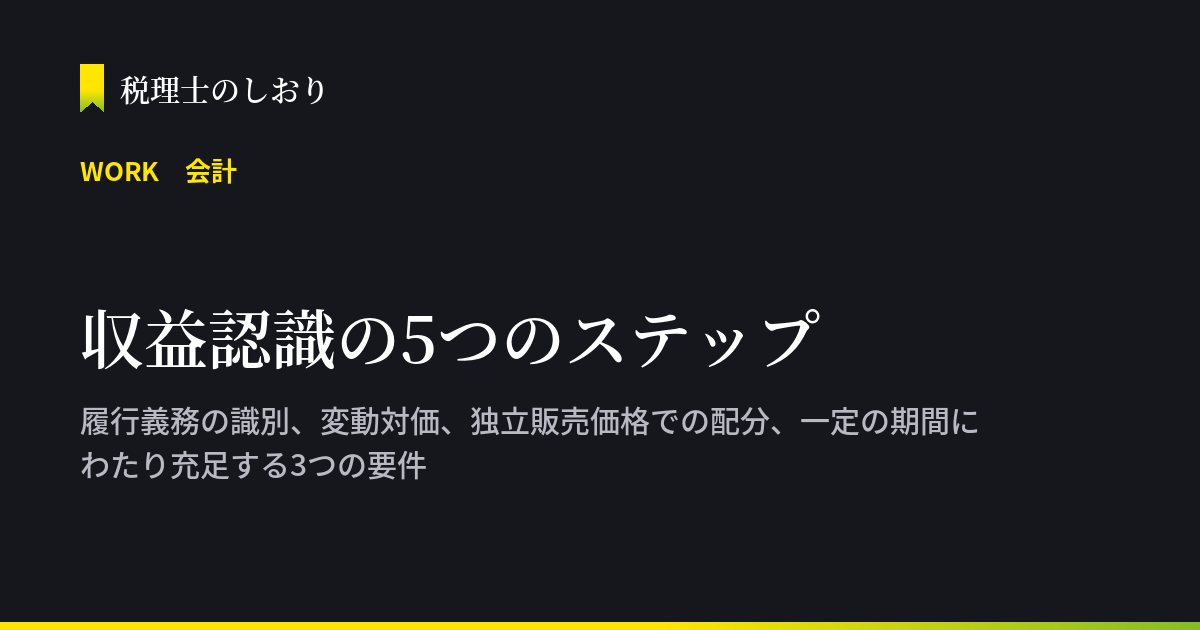 税理士のしおり
WORK　会計
収益認識の5つのステップ
履行義務の識別、変動対価、独立販売価格での配分、一定の期間に
わたり充足する3つの要件